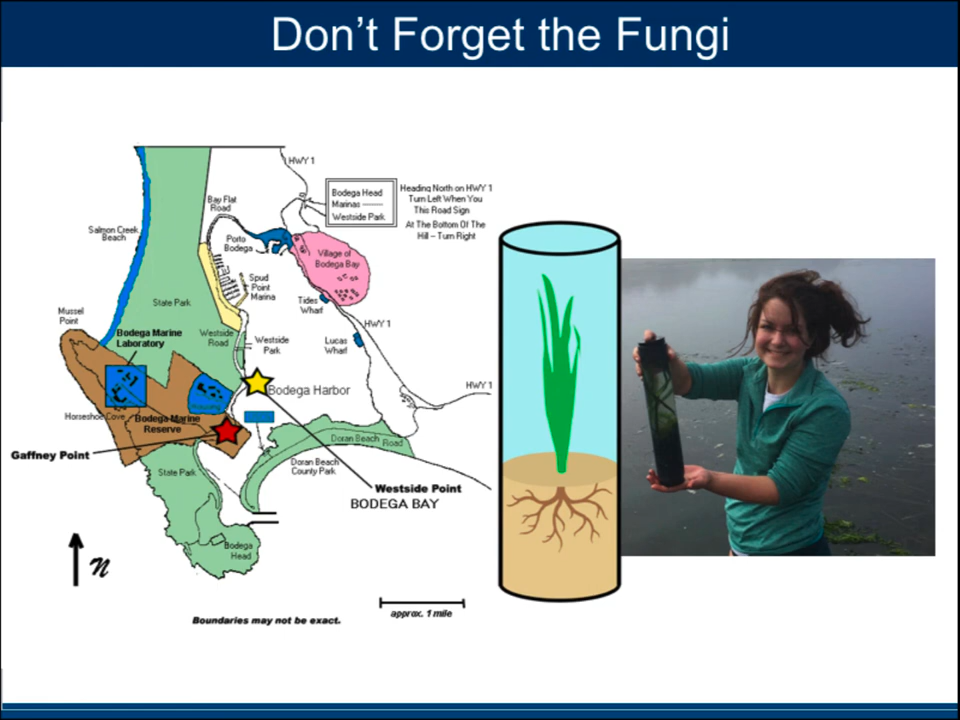 Don't Forget the Fungi
HWY 1
Bodega Head
Marinas
Westside Park
Heading North on HWY 1
Turn Left When You
This Road Sign
At The Bottom Of The
Hill – Turn Right
Bay Flat
Road
Salmon Creek
Beach
Porto
Bodega
Village of
Bodega Bay
Spud
Point
Marina
State Park
Tides
Wharf
Mussel
Point
HWY 1
Bodega Marine
Laboratory
Westside
Road
Westside
Park
Lucas
Wharf
HWY 1
Bodega Harbor
Horseshoe Cove
Bodega Marine
Reserve
Gaffney Point
Doran Beach
Road
State Park
Doran Beach
County Park
Westside Point
BODEGA BAY
N
Bodega
Head
approx. 1 mile
Boundaries may not be exact.